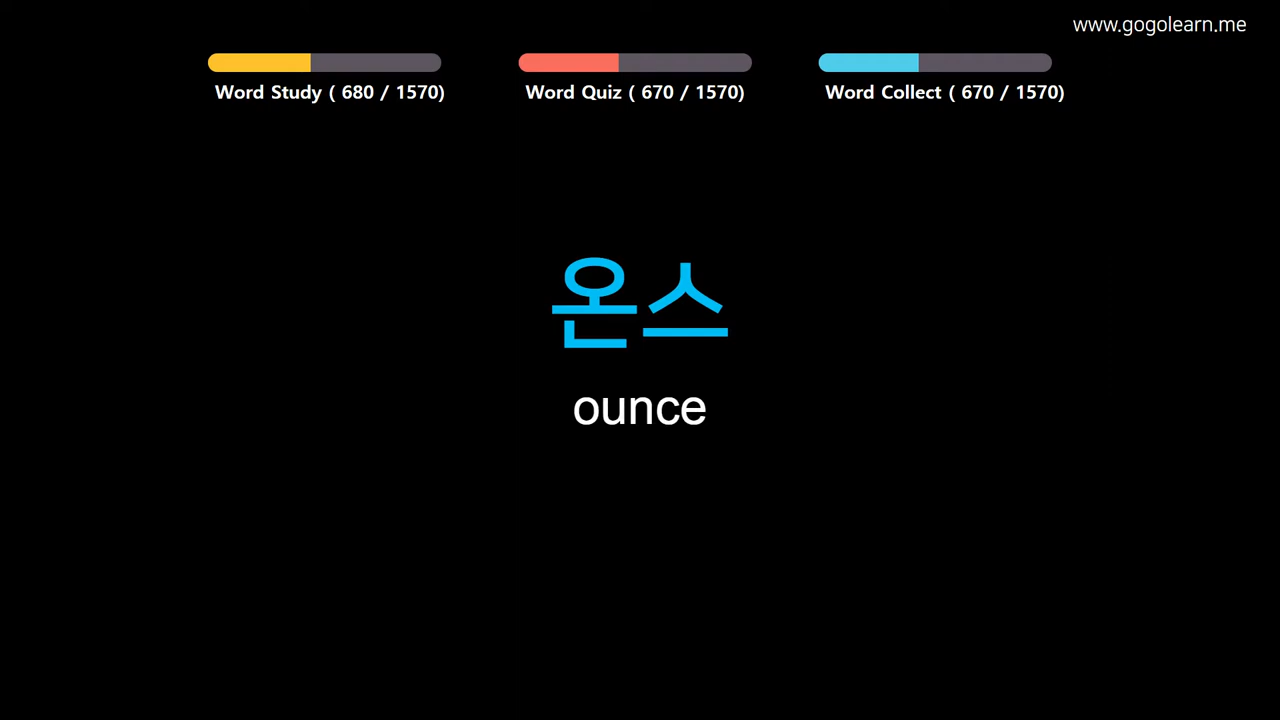 www.gogolearn.me
Word Study ( 680 / 1570)
Word Quiz ( 670 / 1570)
Word Collect ( 670 / 1570)
온스
ounce